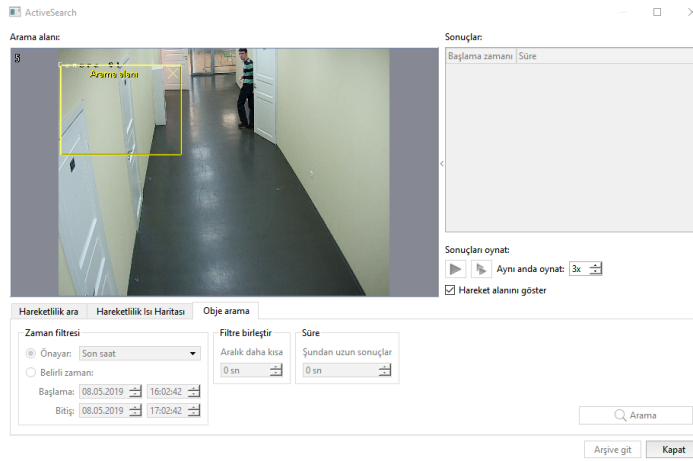 ActiveSearch
Arama alanı:
Sonuçlar:
5
Arama alanı
Başlama zamanı Süre
Sonuçları oynat:
Aynı anda oynat: 3x
Hareket alanını göster
Hareketlilik ara Hareketlilik Isı Haritası Obje arama
Zaman filtresi Filtre birleştir Süre
Önayar: Son saat Aralık daha kısa Şundan uzun sonuçlar
Belirli zaman: 0 sn 0 sn
Başlama: 08.05.2019 16:02:42
Bitiş: 08.05.2019 17:02:42
Arama
Arşive git Kapat